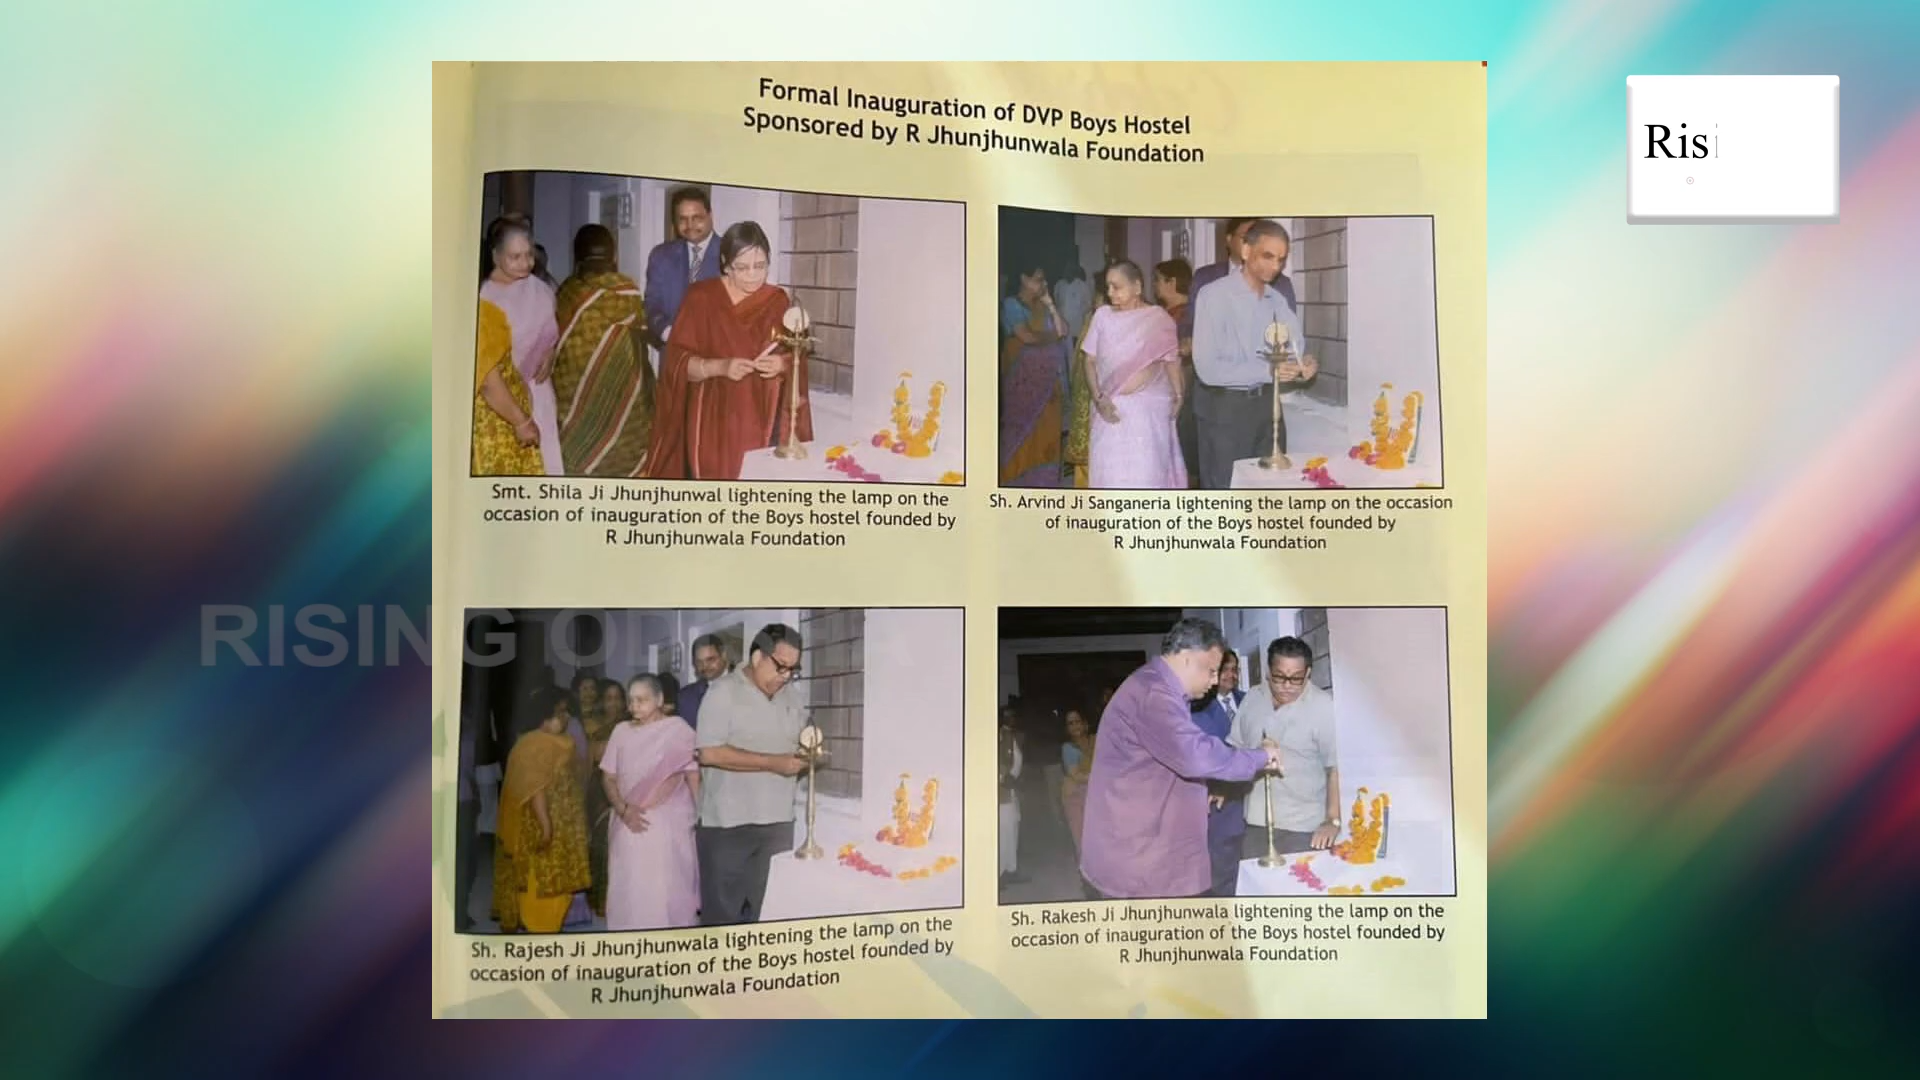 Formal Inauguration of DVP Boys Hostel
Sponsored by R Jhunjhunwala Foundation
Smt. Shila Ji Jhunjhunwal lightening the lamp on the
occasion of inauguration of the Boys hostel founded by
R Jhunjhunwala Foundation
Sh. Arvind Ji Sanganeria lightening the lamp on the occasion
of inauguration of the Boys hostel founded by
R Jhunjhunwala Foundation
Sh. Rajesh Ji Jhunjhunwala lightening the lamp on the
occasion of inauguration of the Boys hostel founded by
R Jhunjhunwala Foundation
Sh. Rakesh Ji Jhunjhunwala lightening the lamp on the
occasion of inauguration of the Boys hostel founded by
R Jhunjhunwala Foundation
RISING ODISHA
Ris